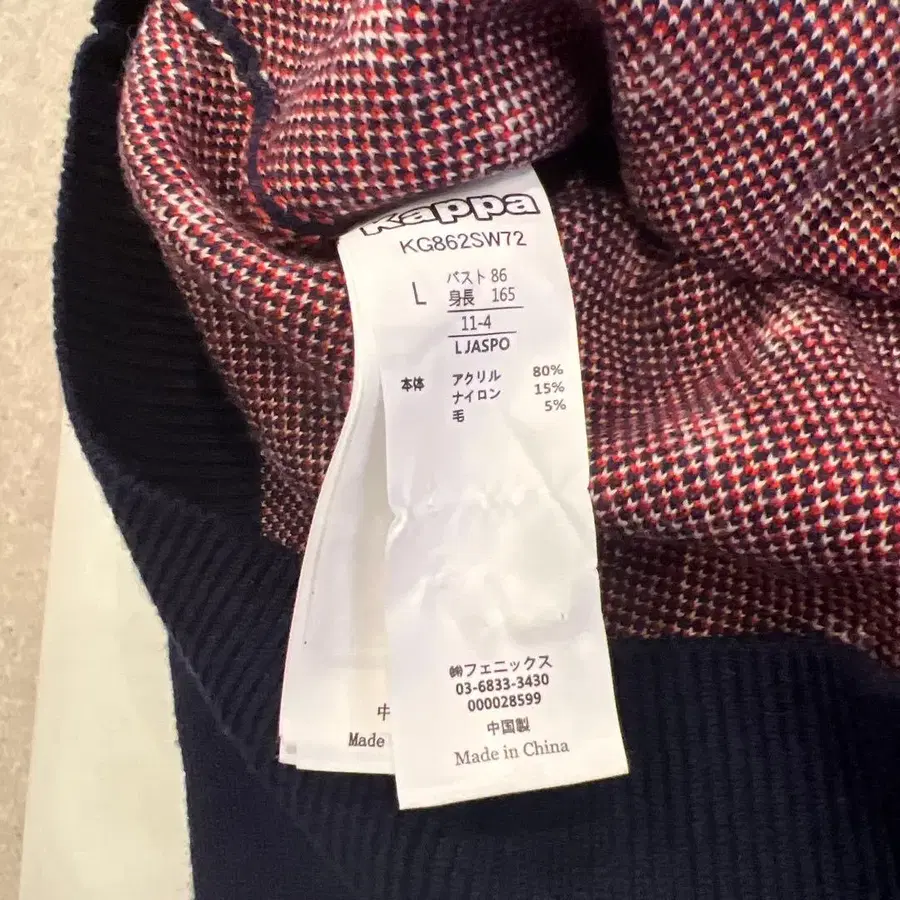 Kappa
KG862SW72
L バスト 86
身長 165
11-4
LJASPO
本体 アクリル 80%
ナイロン 15%
毛 5%
㈱フェニックス
03-6833-3430
000028599
中国製
Made in China
中
Made